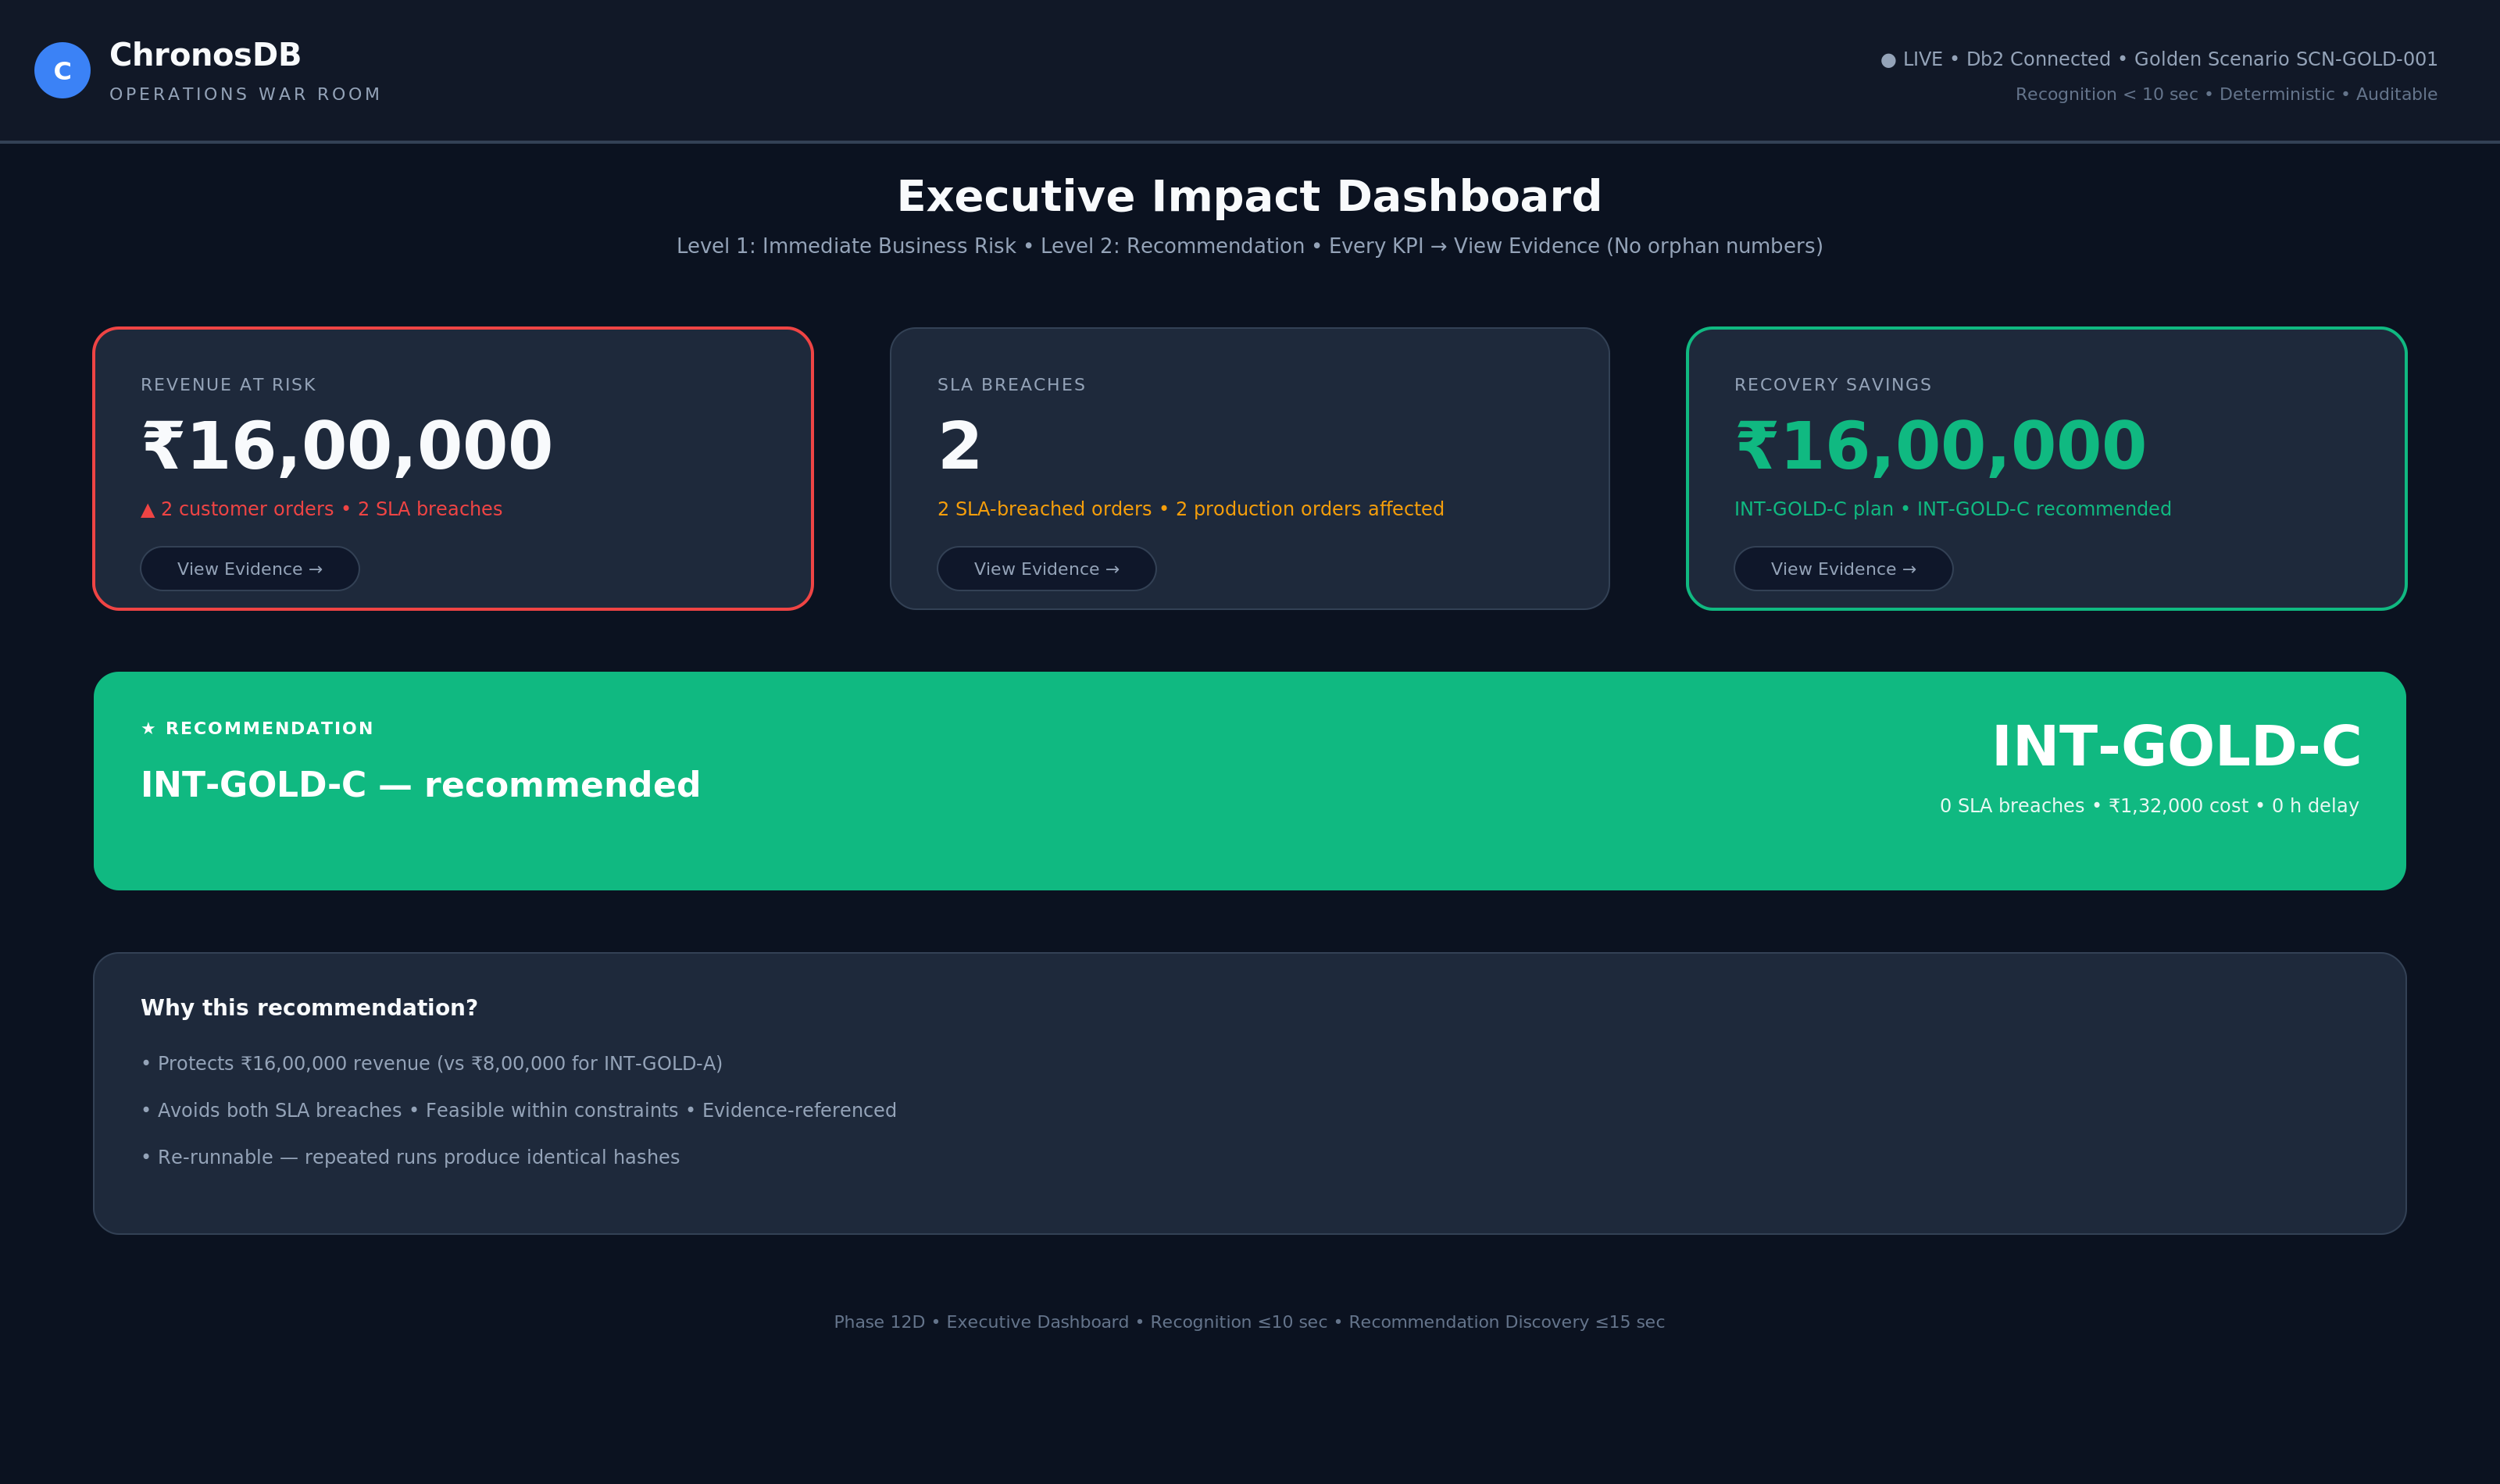 C
ChronosDB
OPERATIONS WAR ROOM
● LIVE • Db2 Connected • Golden Scenario SCN-GOLD-001
Recognition < 10 sec • Deterministic • Auditable
Executive Impact Dashboard
Level 1: Immediate Business Risk • Level 2: Recommendation • Every KPI → View Evidence (No orphan numbers)
REVENUE AT RISK
₹16,00,000
▲ 2 customer orders • 2 SLA breaches
View Evidence →
SLA BREACHES
2
2 SLA-breached orders • 2 production orders affected
View Evidence →
RECOVERY SAVINGS
₹16,00,000
INT-GOLD-C plan • INT-GOLD-C recommended
View Evidence →
★ RECOMMENDATION
INT-GOLD-C — recommended
INT-GOLD-C
0 SLA breaches • ₹1,32,000 cost • 0 h delay
Why this recommendation?
• Protects ₹16,00,000 revenue (vs ₹8,00,000 for INT-GOLD-A)
• Avoids both SLA breaches • Feasible within constraints • Evidence-referenced
• Re-runnable — repeated runs produce identical hashes
Phase 12D • Executive Dashboard • Recognition ≤10 sec • Recommendation Discovery ≤15 sec